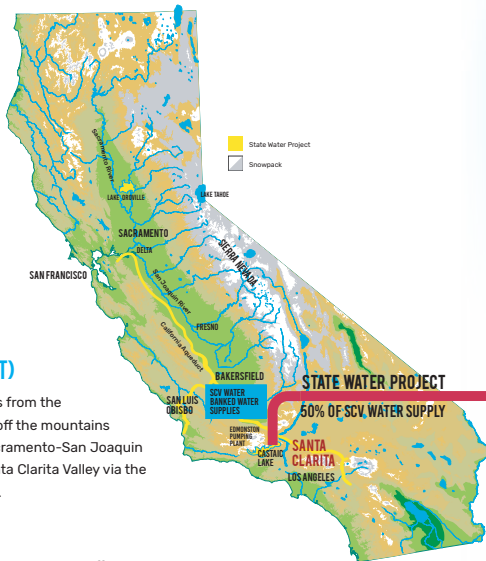 State Water Project
Snowpack
Sacramento River
LAKE OROVILLE
LAKE TAHOE
SACRAMENTO
DELTA
SIERRA NEVADA
SAN FRANCISCO
San Joaquin River
California Aqueduct
FRESNO
BAKERSFIELD
SCV WATER
BANKED WATER
SUPPLIES
SAN LUIS
OBISBO
STATE WATER PROJECT
50% OF SCV WATER SUPPLY
EDMONSTON
PUMPING
PLANT
CASTAIC
LAKE
SANTA
CLARITA
LOS ANGELES
T)
s from the
off the mountains
cramento-San Joaquin
ta Clarita Valley via the